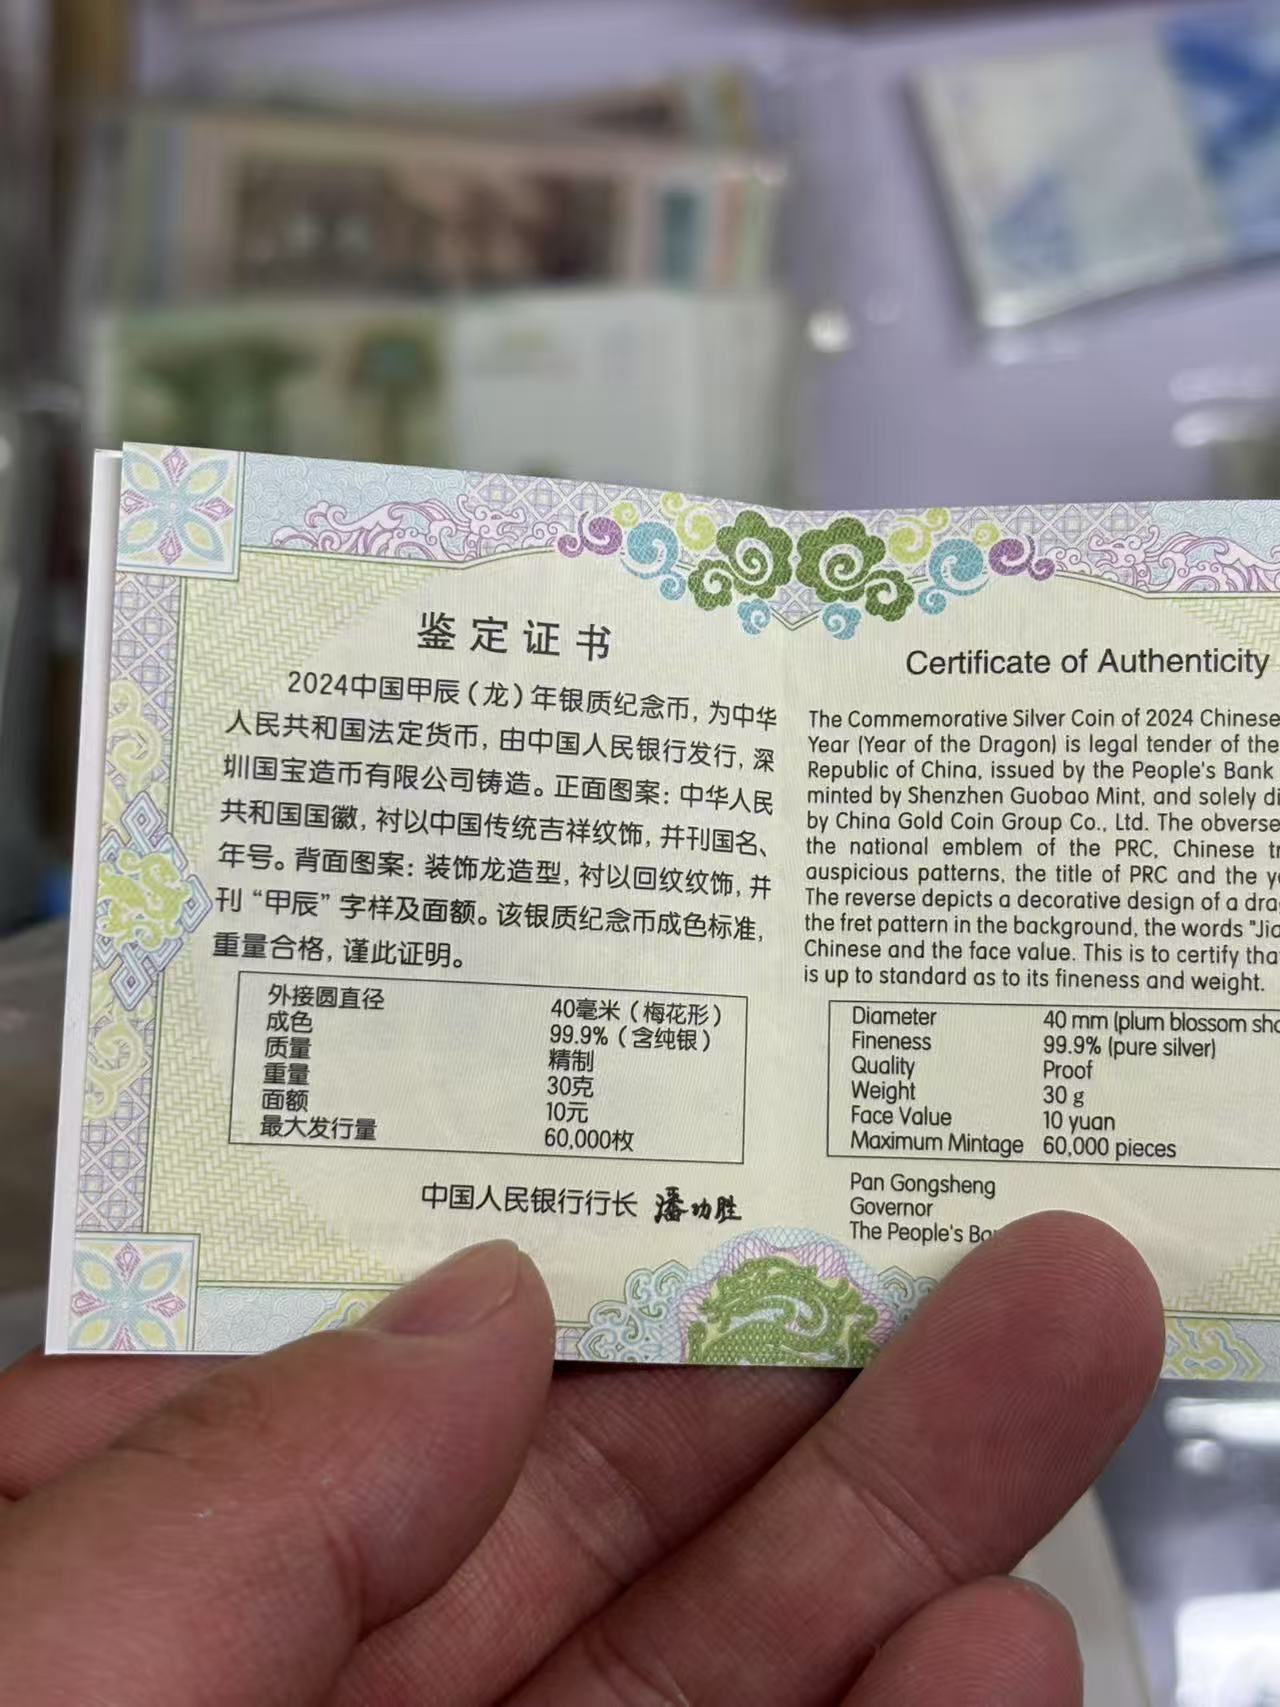 鉴定证书
2024中国甲辰（龙）年银质纪念币，为中华
人民共和国法定货币，由中国人民银行发行，深
圳国宝造币有限公司铸造。正面图案：中华人民
共和国国徽，衬以中国传统吉祥纹饰，并刊国名、
年号。背面图案：装饰龙造型，衬以回纹纹饰，并
刊“甲辰”字样及面额。该银质纪念币成色标准，
重量合格，谨此证明。
外接圆直径 40毫米（梅花形）
成色 99.9%（含纯银）
质量 精制
重量 30克
面额 10元
最大发行量 60,000枚
中国人民银行行长 潘功胜
Certificate of Authenticity
The Commemorative Silver Coin of 2024 Chinese
Year (Year of the Dragon) is legal tender of the
Republic of China, issued by the People's Bank
minted by Shenzhen Guobao Mint, and solely
by China Gold Coin Group Co., Ltd. The obverse
the national emblem of the PRC, Chinese
auspicious patterns, the title of PRC and the
The reverse depicts a decorative design of a
the fret pattern in the background, the words
Chinese and the face value. This is to certify
is up to standard as to its fineness and weight.
Diameter 40 mm (plum blossom
Fineness 99.9% (pure silver)
Quality Proof
Weight 30 g
Face Value 10 yuan
Maximum Mintage 60,000 pieces
Pan Gongsheng
Governor
The People's